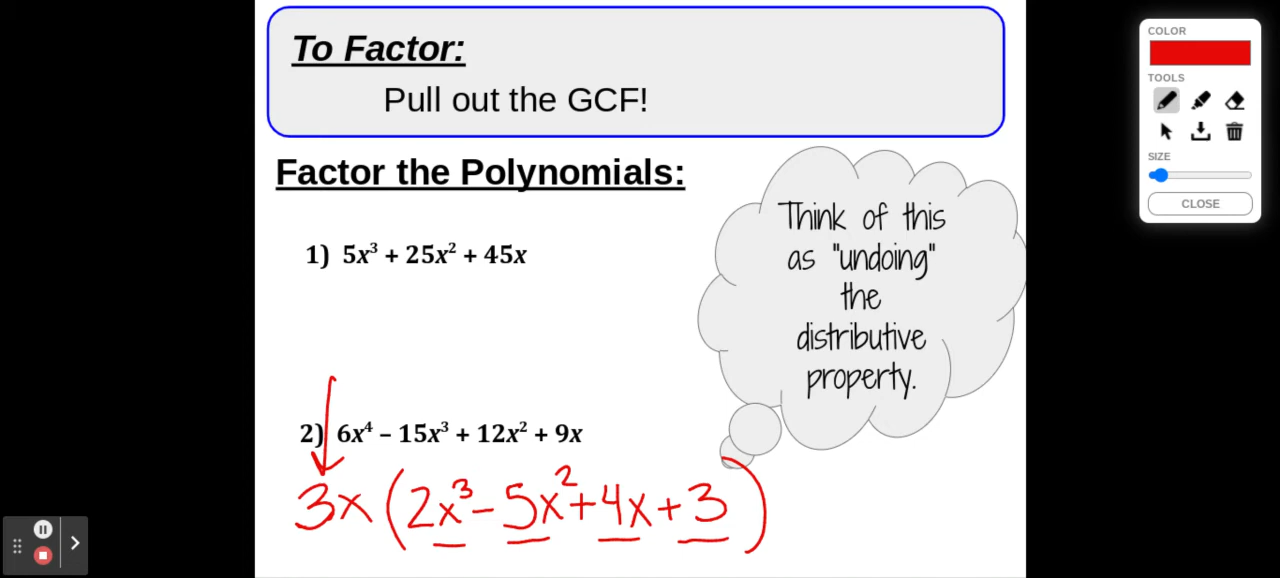 To Factor:
Pull out the GCF!
Factor the Polynomials:
Think of this
as "undoing"
the
distributive
property.
1) 5x³ + 25x² + 45x
2) 6x⁴ – 15x³ + 12x² + 9x
3x(2x³-5x²+4x+3)
COLOR
TOOLS
SIZE
CLOSE